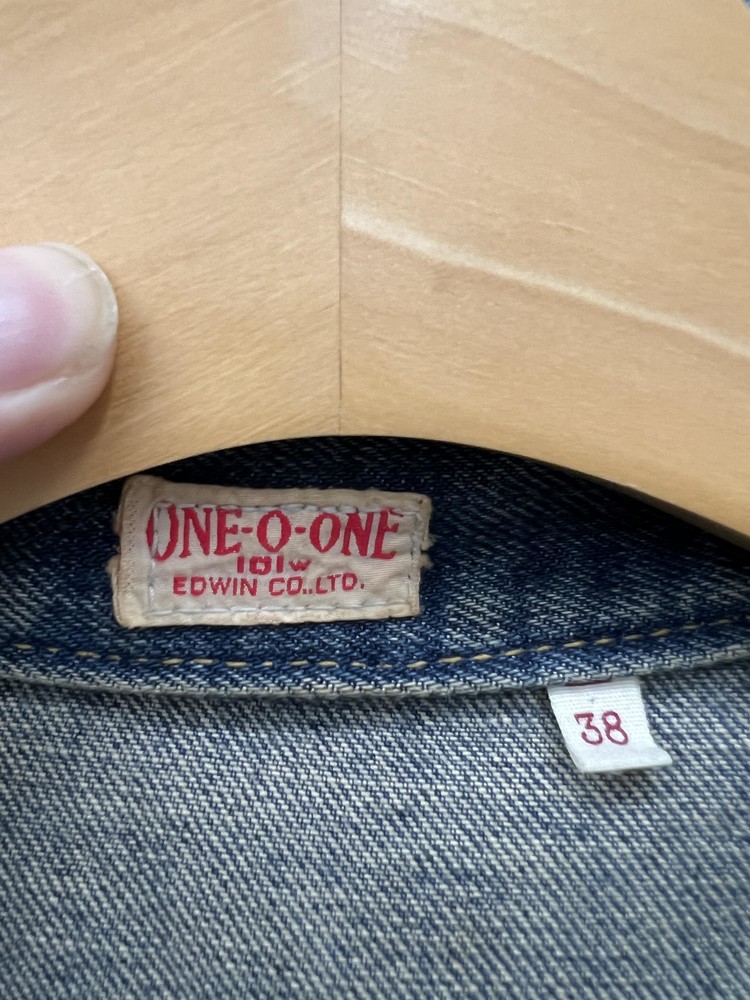 ONE-O-ONE
101w
EDWIN CO.,LTD.
38